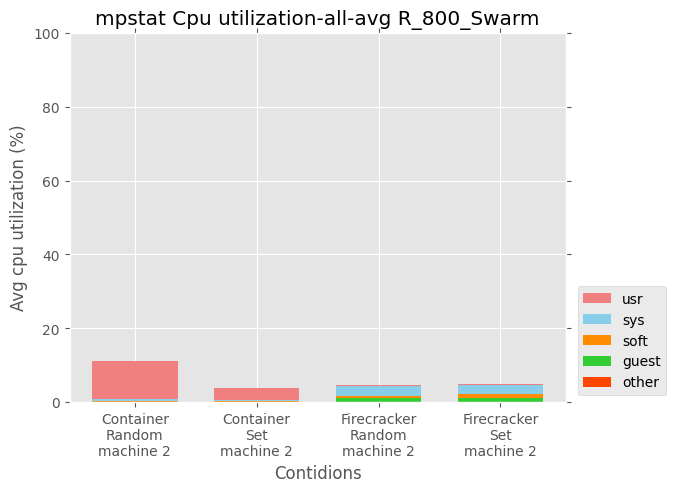 mpstat Cpu utilization-all-avg R_800_Swarm
100
80
60
40
20
0
Avg cpu utilization (%)
Container
Random
machine 2
Container
Set
machine 2
Firecracker
Random
machine 2
Firecracker
Set
machine 2
Contidions
usr
sys
soft
guest
other